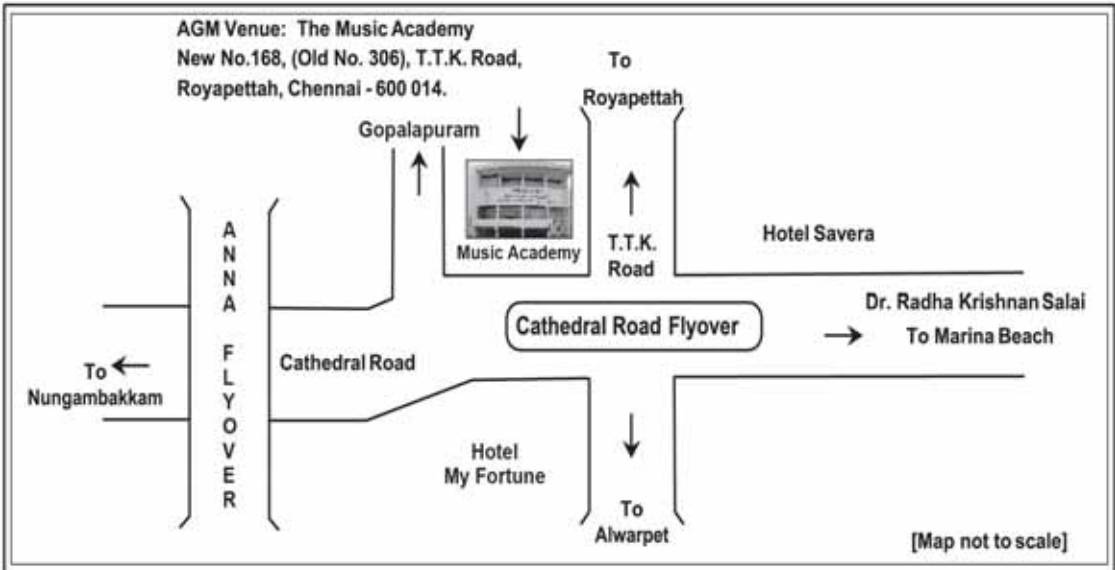 AGM Venue: The Music Academy
New No.168, (Old No. 306), T.T.K. Road,
Royapettah, Chennai - 600 014.
To
Royapettah
Gopalapuram
Music Academy
T.T.K.
Road
Hotel Savera
ANNA FLYOVER
Cathedral Road Flyover
Dr. Radha Krishnan Salai
To Marina Beach
To
Nungambakkam
Cathedral Road
Hotel
My Fortune
To
Alwarpet
[Map not to scale]